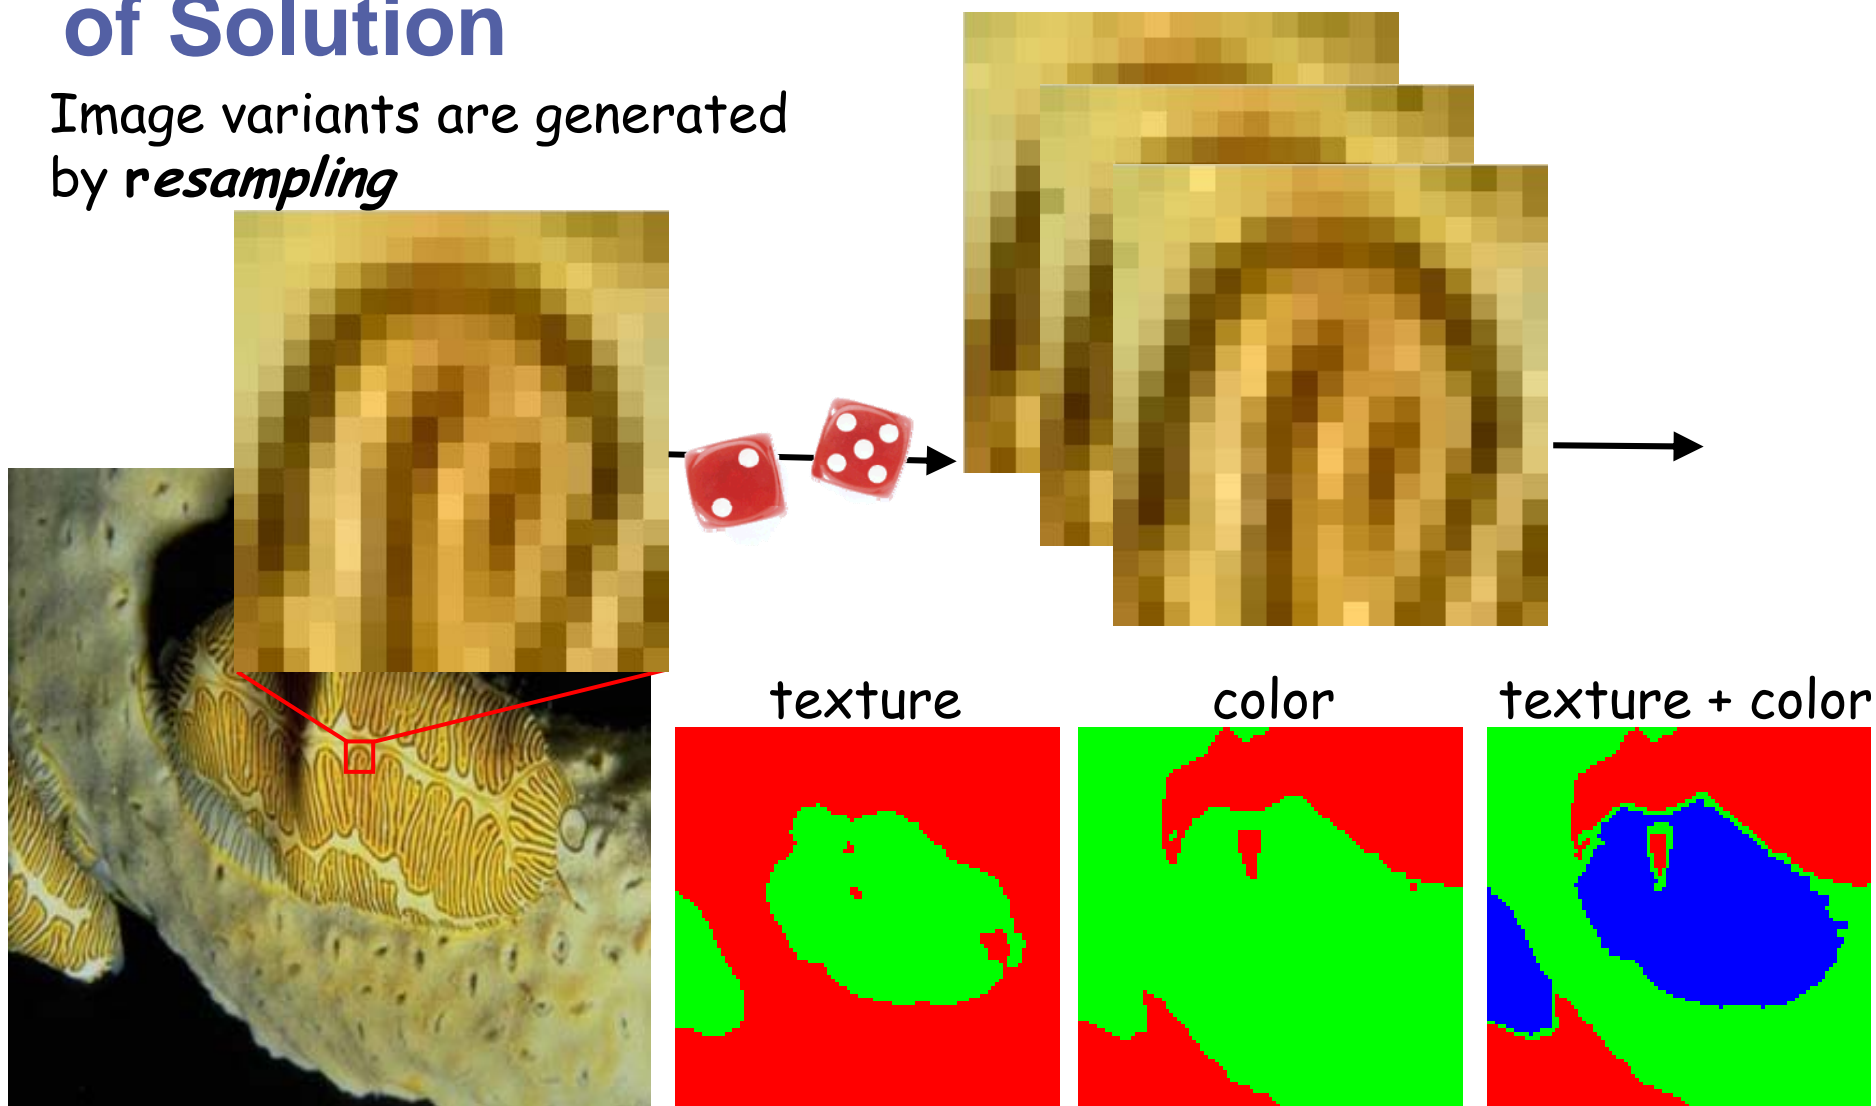 of Solution
Image variants are generated
by resampling
texture
color
texture + color